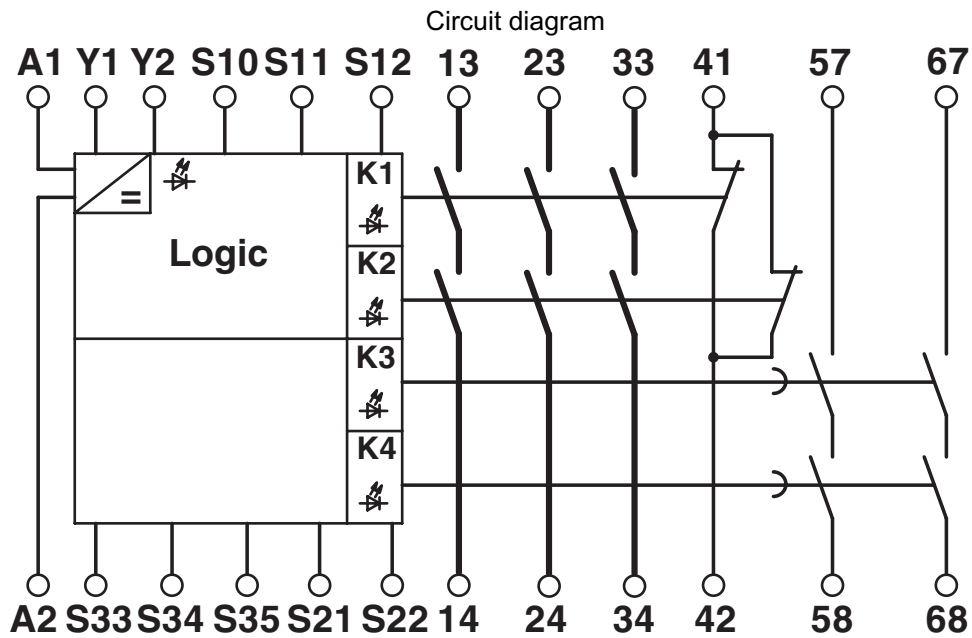 Circuit diagram
A1 Y1 Y2 S10 S11 S12 13 23 33 41 57 67
K1
=
Logic
K2
K3
K4
A2 S33 S34 S35 S21 S22 14 24 34 42 58 68